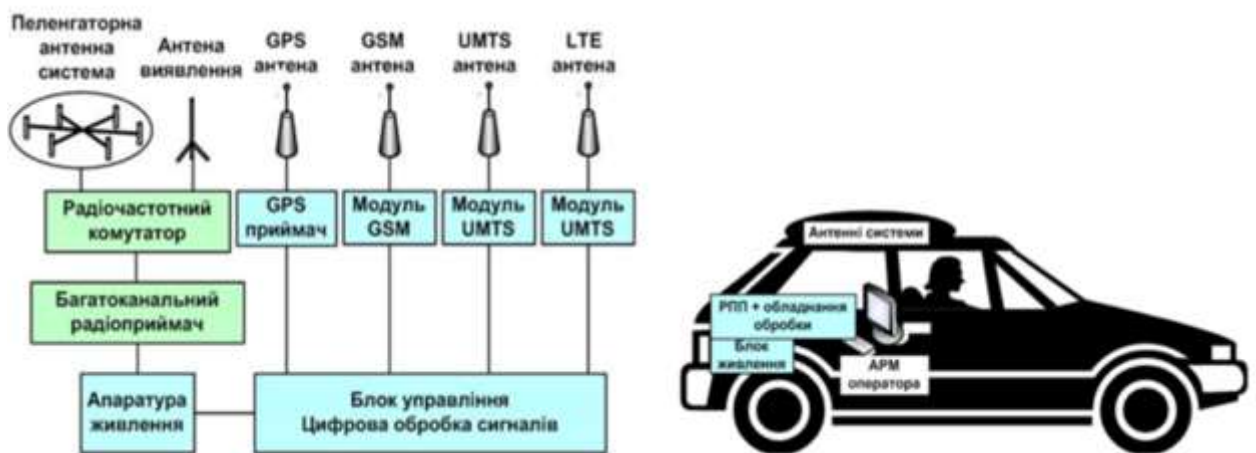 Пеленгаторна
антенна
система
Антена
виявлення
GPS
антена
GSM
антена
UMTS
антена
LTE
антена
Радіочастотний
комутатор
GPS
приймач
Модуль
GSM
Модуль
UMTS
Модуль
UMTS
Багатоканальний
радіоприймач
Апаратура
живлення
Блок управління
Цифрова обробка сигналів
Антенні системи
РПП + обладнання
обробки
Блок
живлення
АРМ
оператора